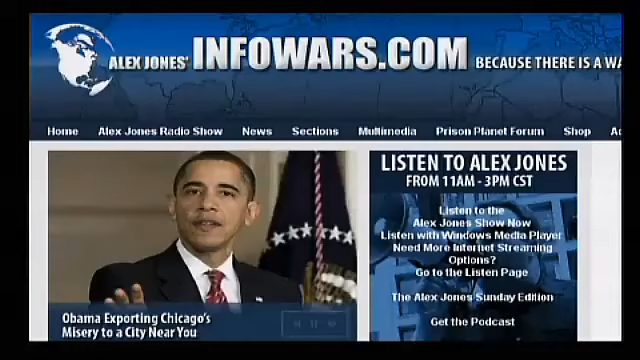 ALEX JONES' INFOWARS.COM BECAUSE THERE IS A WA
Home Alex Jones Radio Show News Sections Multimedia Prison Planet Forum Shop
LISTEN TO ALEX JONES
FROM 11AM - 3PM CST
Listen to the
Alex Jones Show Now
Listen with Windows Media Player
Need More Internet Streaming
Options?
Go to the Listen Page
The Alex Jones Sunday Edition
Get the Podcast
Obama Exporting Chicago's
Misery to a City Near You